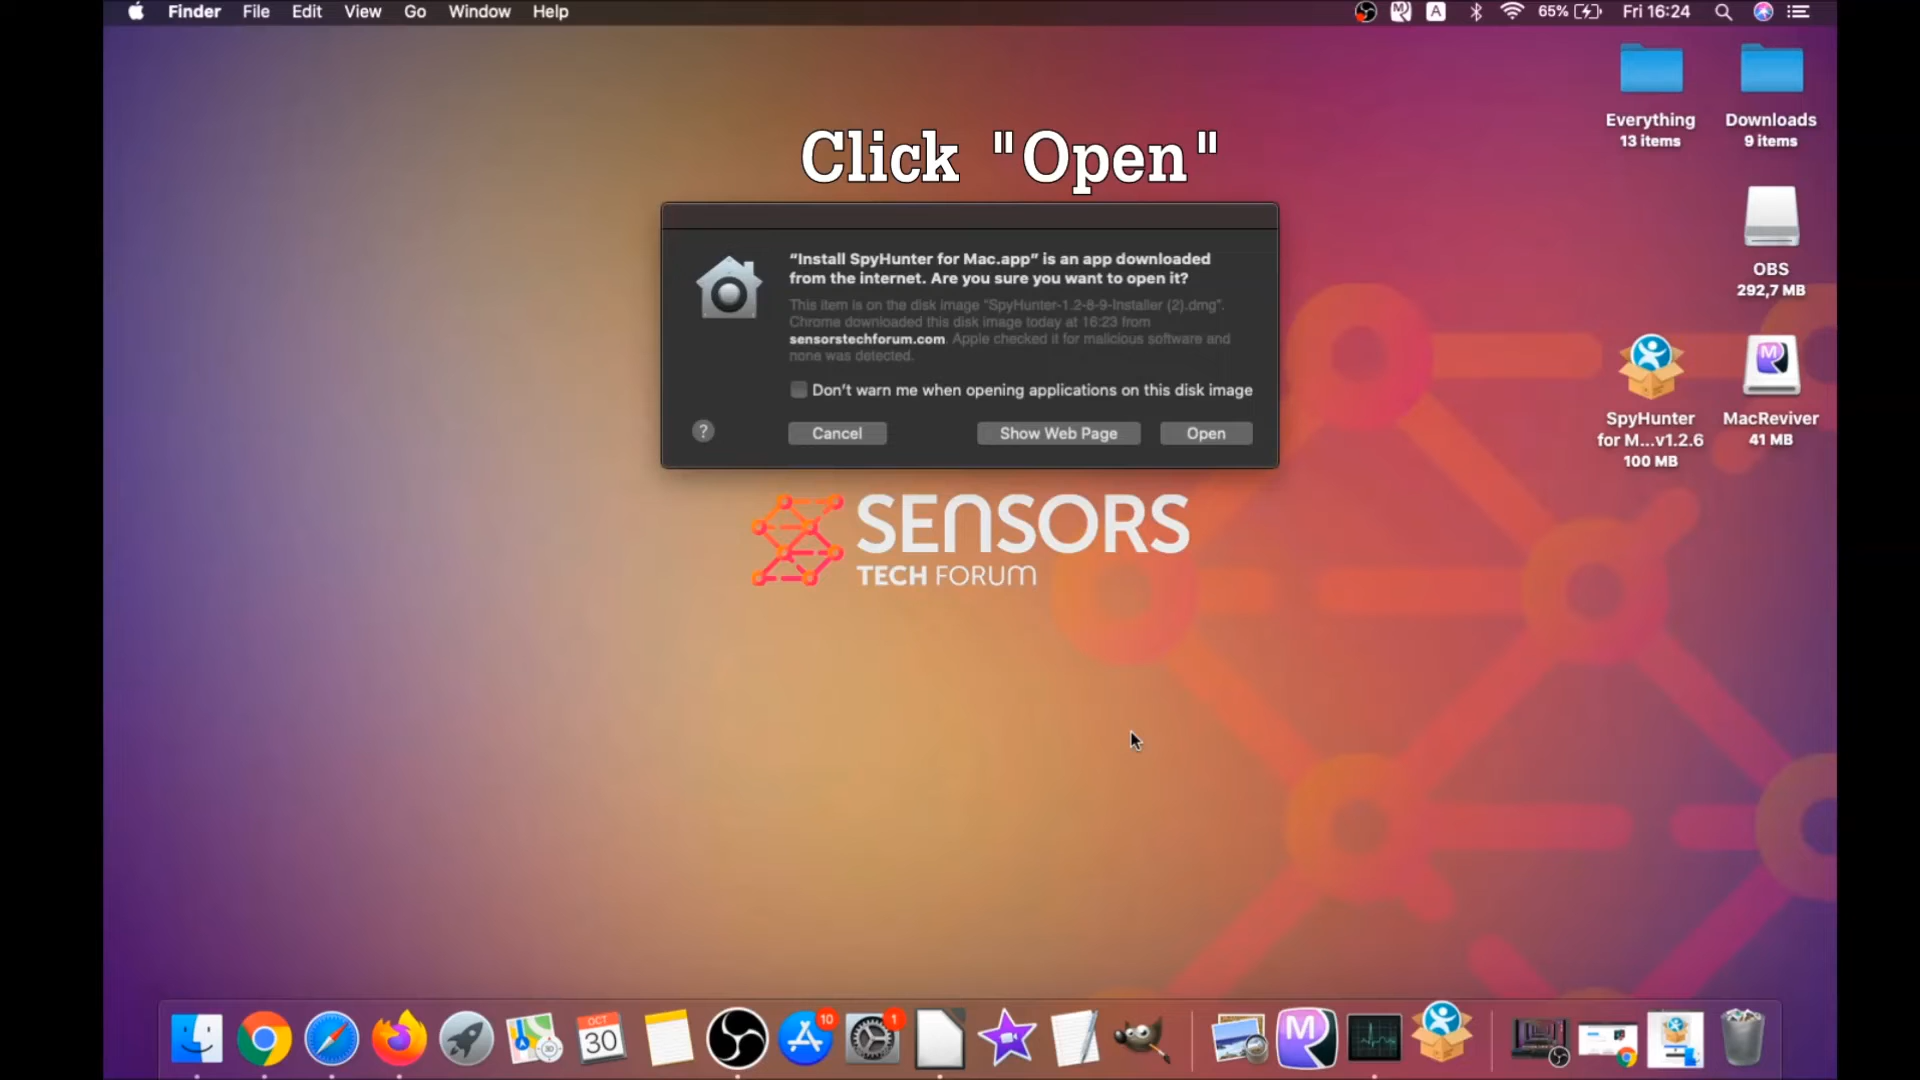 Finder File Edit View Go Window Help
A 65% Fri 16:24
Everything
13 items
Downloads
9 items
Click "Open"
OBS
292,7 MB
“Install SpyHunter for Mac.app” is an app downloaded
from the internet. Are you sure you want to open it?
This item is on the disk image “SpyHunter-1.2-8-9-Installer (2).dmg”.
Chrome downloaded this disk image today at 16:23 from
sensorstechforum.com. Apple checked it for malicious software and
none was detected.
Don’t warn me when opening applications on this disk image
? Cancel Show Web Page Open
SpyHunter
for M...v1.2.6
100 MB
M
MacReviver
41 MB
SENSORS
TECH FORUM
OCT
30
10
1
M